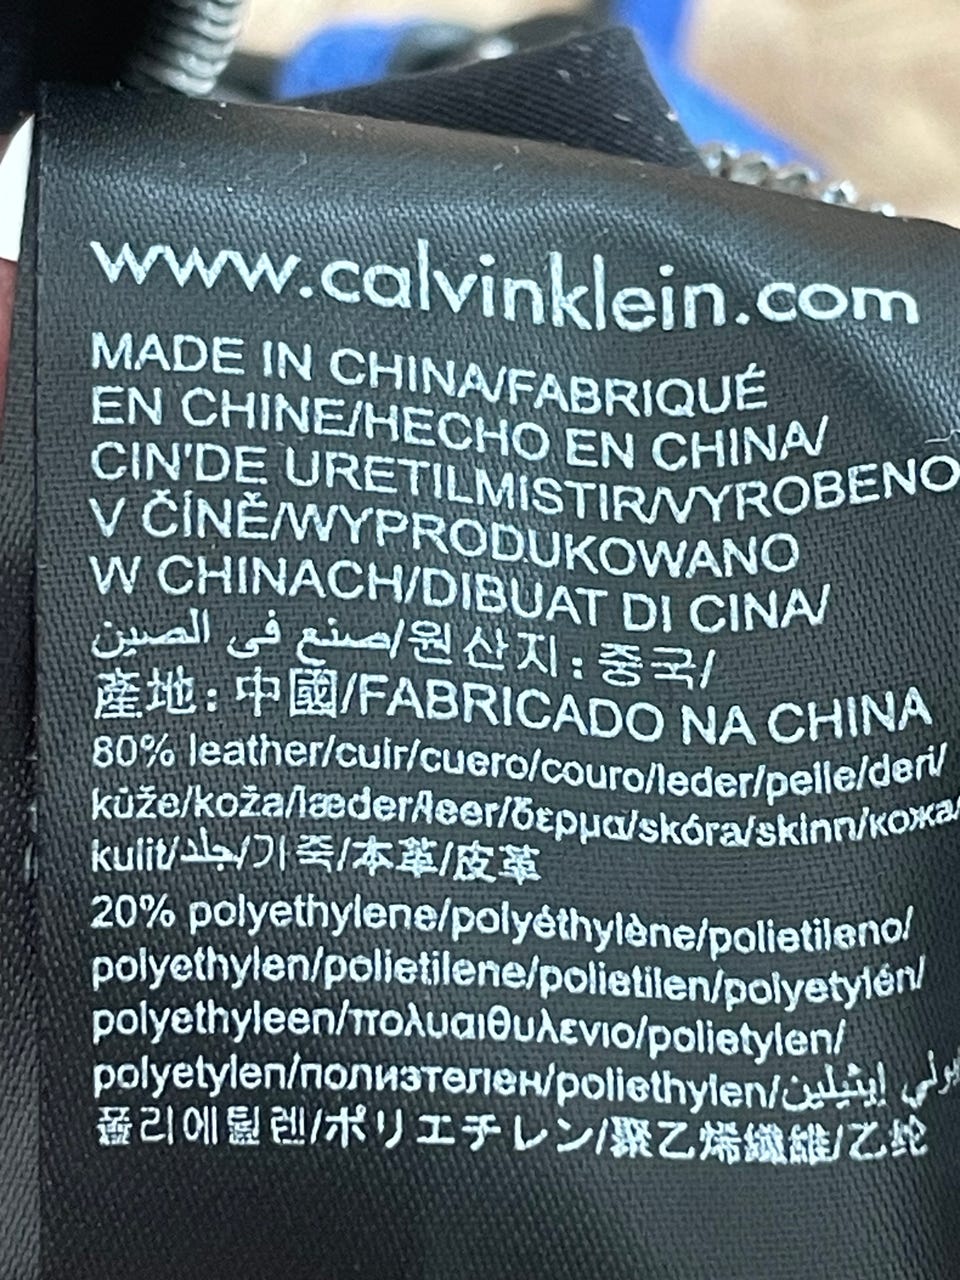 www.calvinklein.com
MADE IN CHINA/FABRIQUÉ
EN CHINE/HECHO EN CHINA/
CIN'DE URETILMISTIR/VYROBENO
V ČÍNĚ/WYPRODUKOWANO
W CHINACH/DIBUAT DI CINA/
صنع في الصين/원산지:중국/
產地:中國/FABRICADO NA CHINA
80% leather/cuir/cuero/couro/leder/pelle/deri/
kůže/koža/læder/leer/δερμα/skóra/skinn/кожа/
kulit/جلد/가죽/本革/皮革
20% polyethylene/polyéthylène/polietileno/
polyethylen/polietilene/polietilen/polyetylén/
polyethyleen/πολυαιθυλενιο/polietylen/
polyetylen/полиэтелен/poliethylen/بولي إيثيلين
폴리에틸렌/ポリエチレン/聚乙烯纖維/乙纶